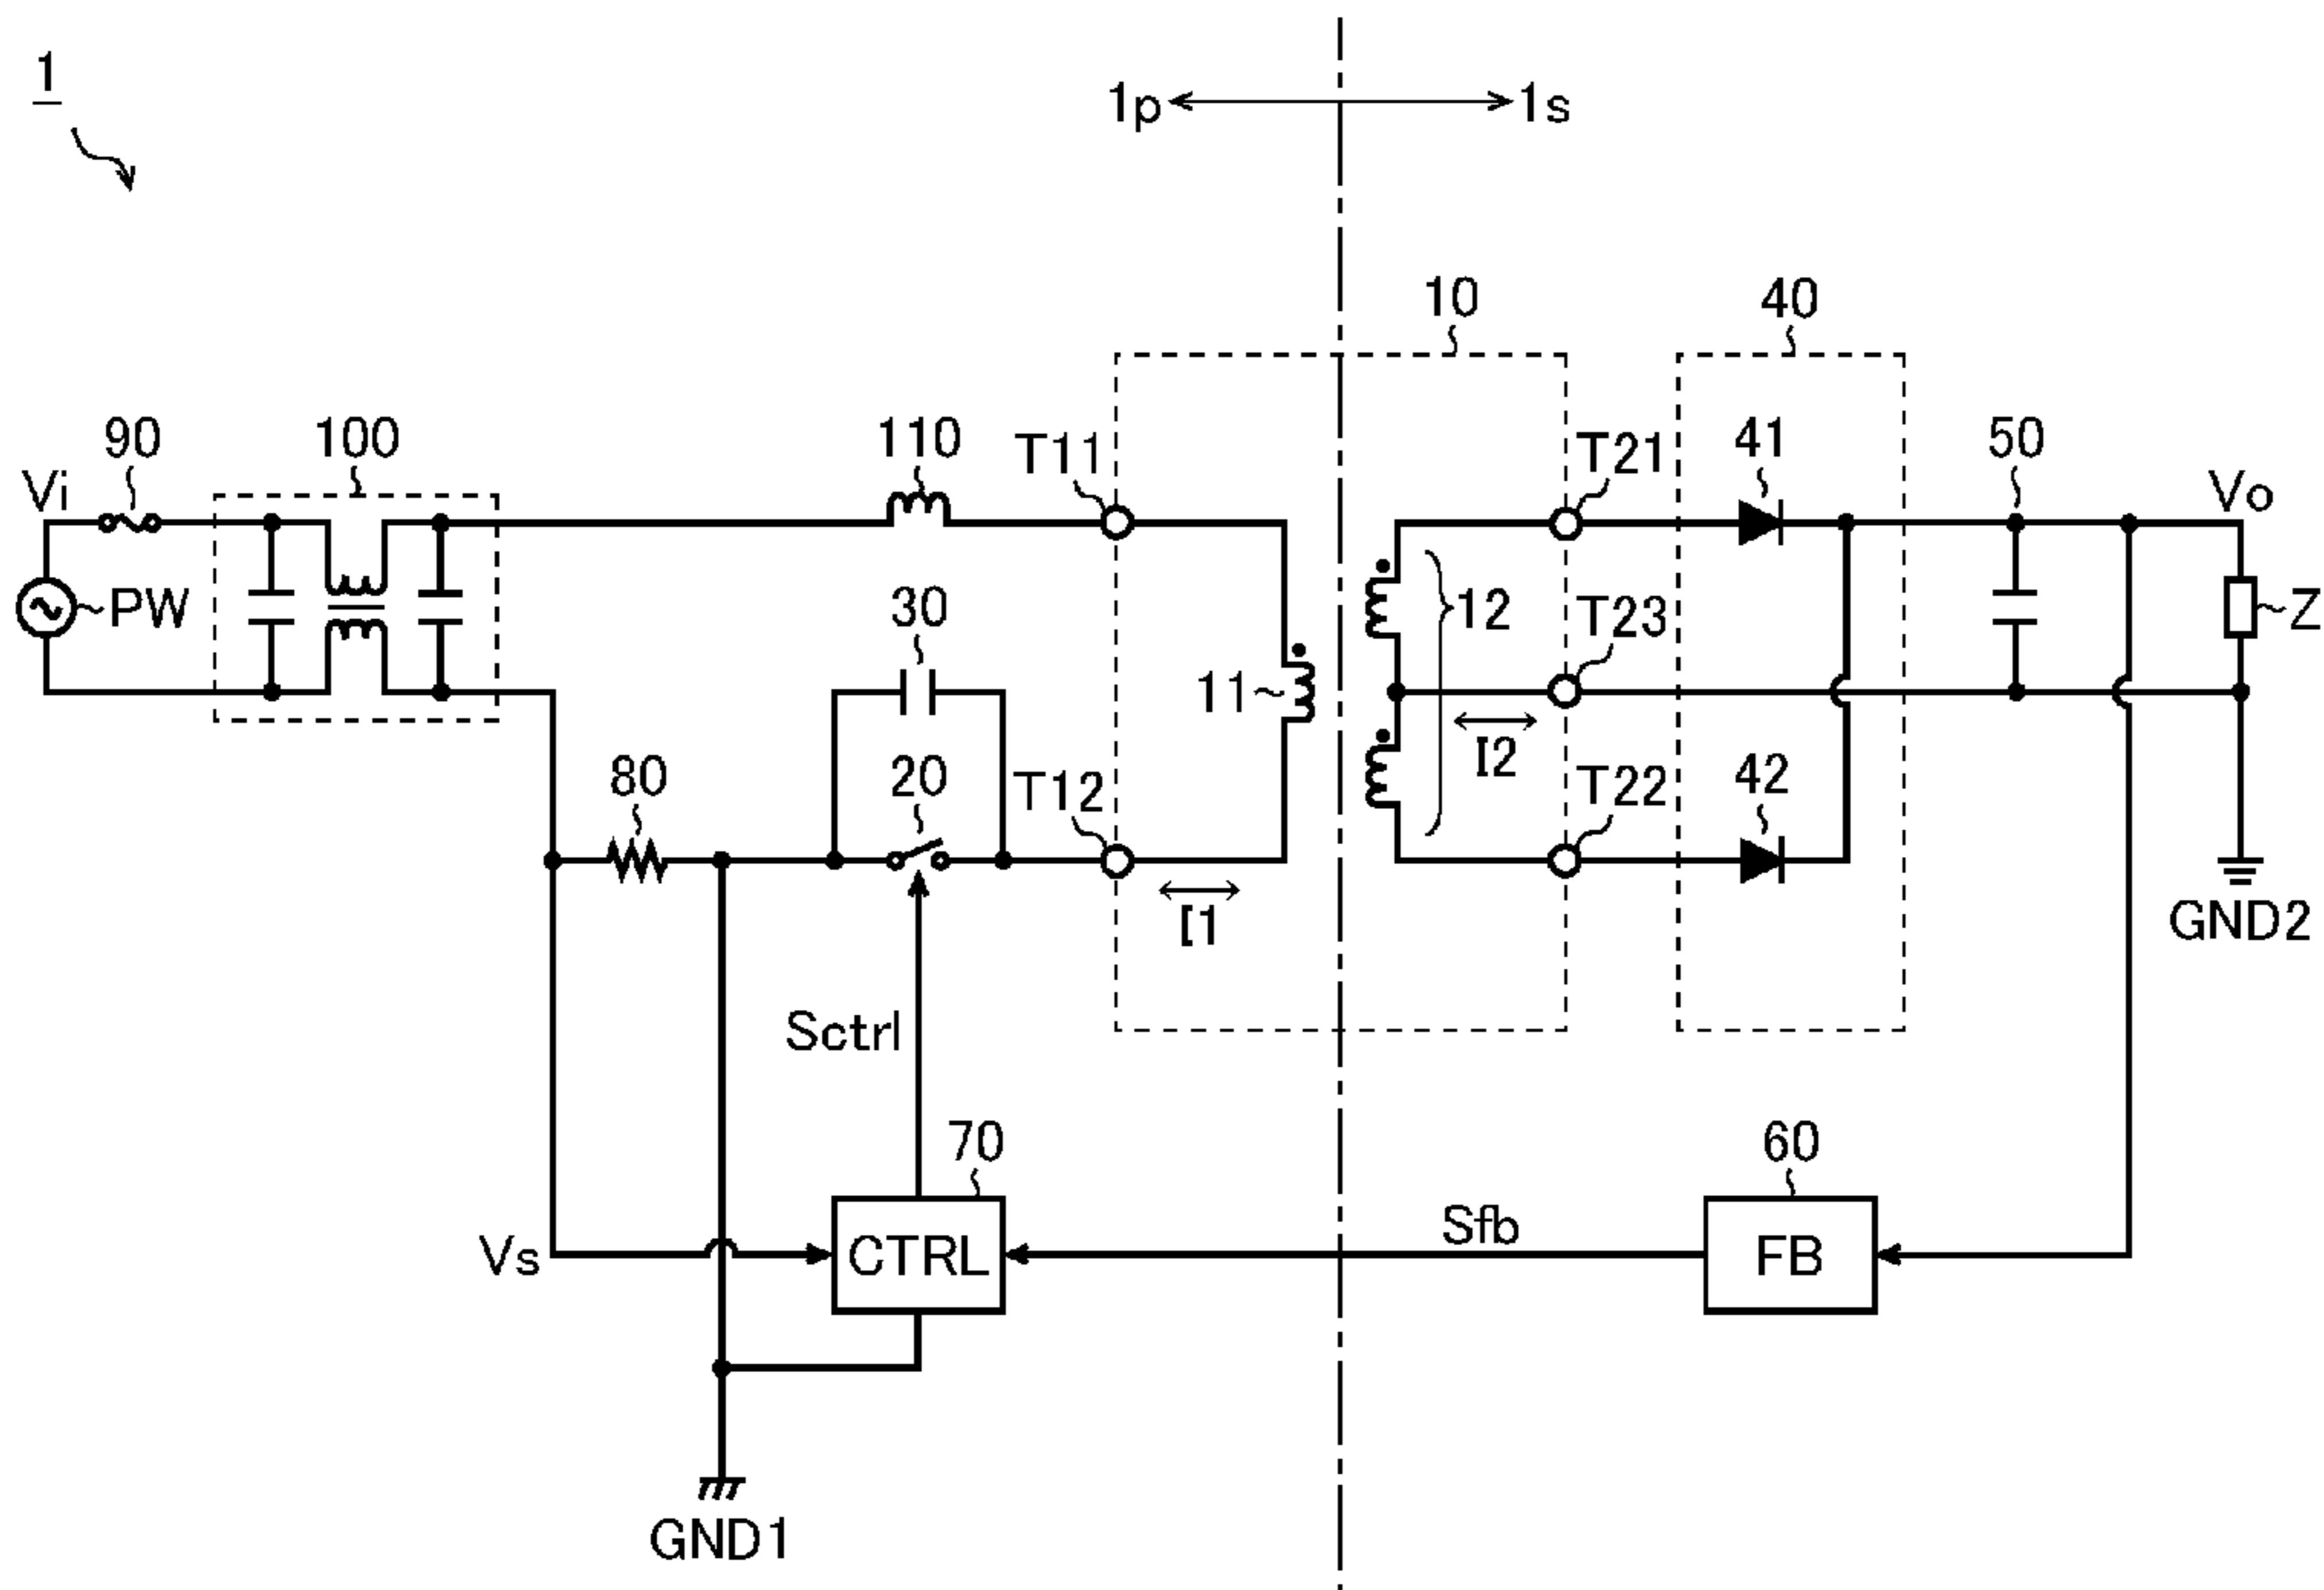 1
1p
1s
10
40
90
100
110
T11
T21
41
50
Vi
Vo
PW
30
12
T23
Z
11
I2
80
20
T12
T22
42
I1
GND2
Sctrl
70
60
Vs
CTRL
Sfb
FB
GND1